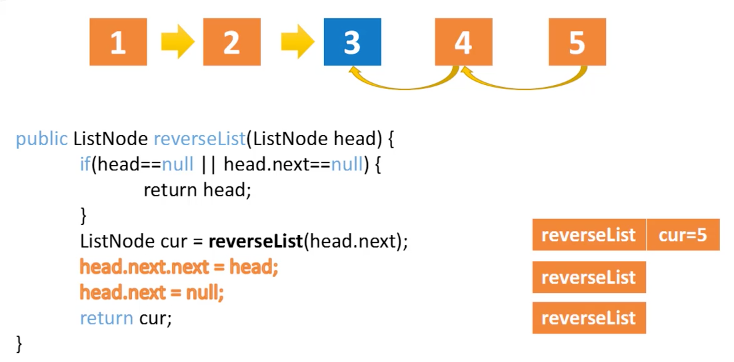 1 2 3 4 5
public ListNode reverseList(ListNode head) {
if(head==null || head.next==null) {
return head;
}
ListNode cur = reverseList(head.next);
head.next.next = head;
head.next = null;
return cur;
}
reverseList cur=5
reverseList
reverseList